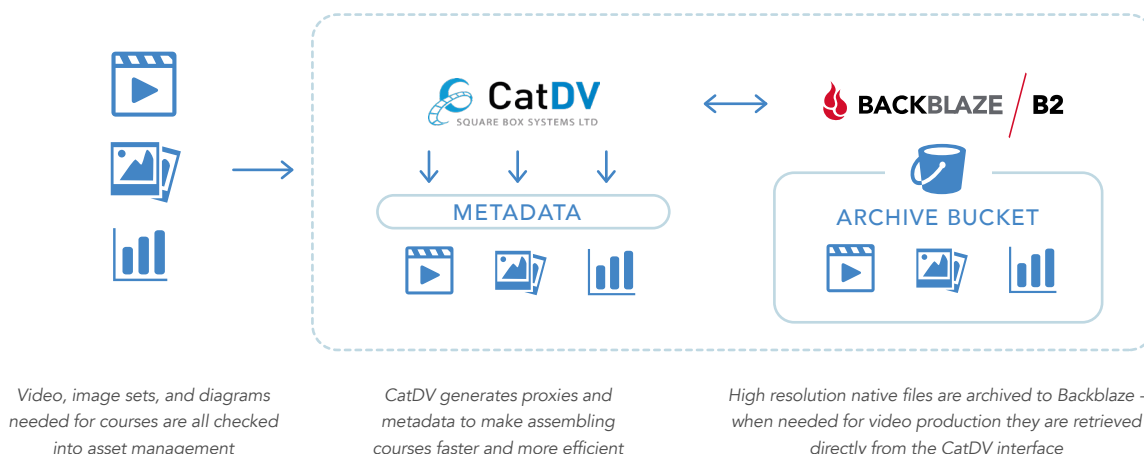 CatDV
SQUARE BOX SYSTEMS LTD
BACKBLAZE / B2
METADATA
ARCHIVE BUCKET
Video, image sets, and diagrams
needed for courses are all checked
into asset management
CatDV generates proxies and
metadata to make assembling
courses faster and more efficient
High resolution native files are archived to Backblaze -
when needed for video production they are retrieved
directly from the CatDV interface